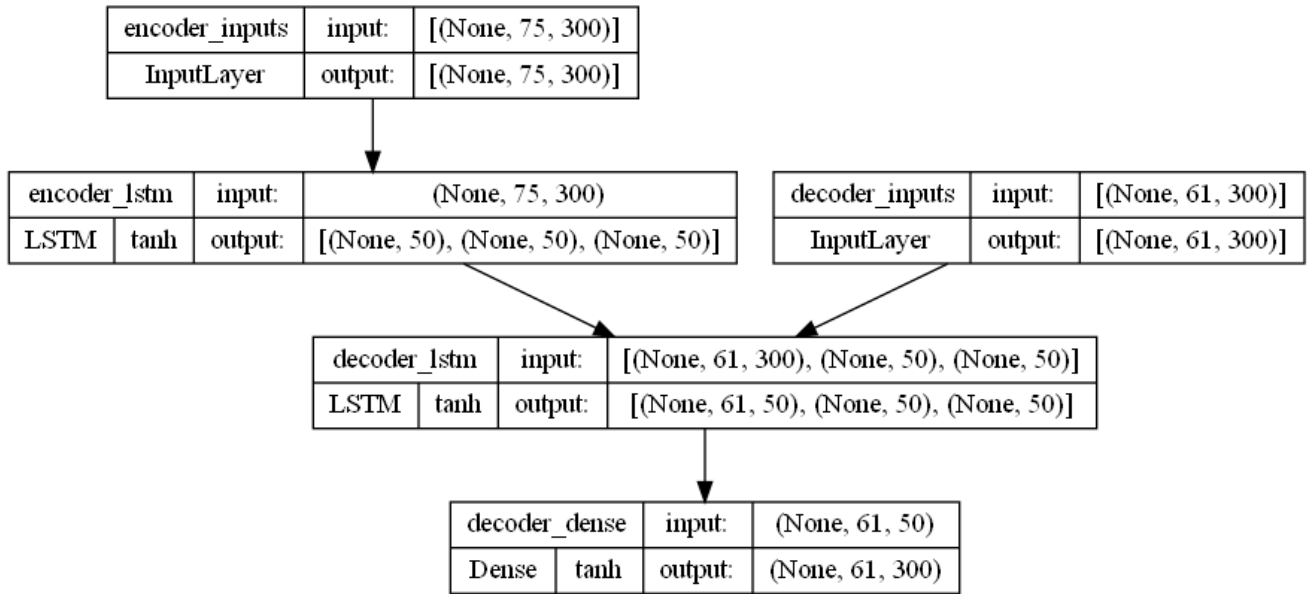 encoder_inputs input: [(None, 75, 300)]
InputLayer output: [(None, 75, 300)]
encoder_lstm input: (None, 75, 300)
LSTM tanh output: [(None, 50), (None, 50), (None, 50)]
decoder_inputs input: [(None, 61, 300)]
InputLayer output: [(None, 61, 300)]
decoder_lstm input: [(None, 61, 300), (None, 50), (None, 50)]
LSTM tanh output: [(None, 61, 50), (None, 50), (None, 50)]
decoder_dense input: (None, 61, 50)
Dense tanh output: (None, 61, 300)